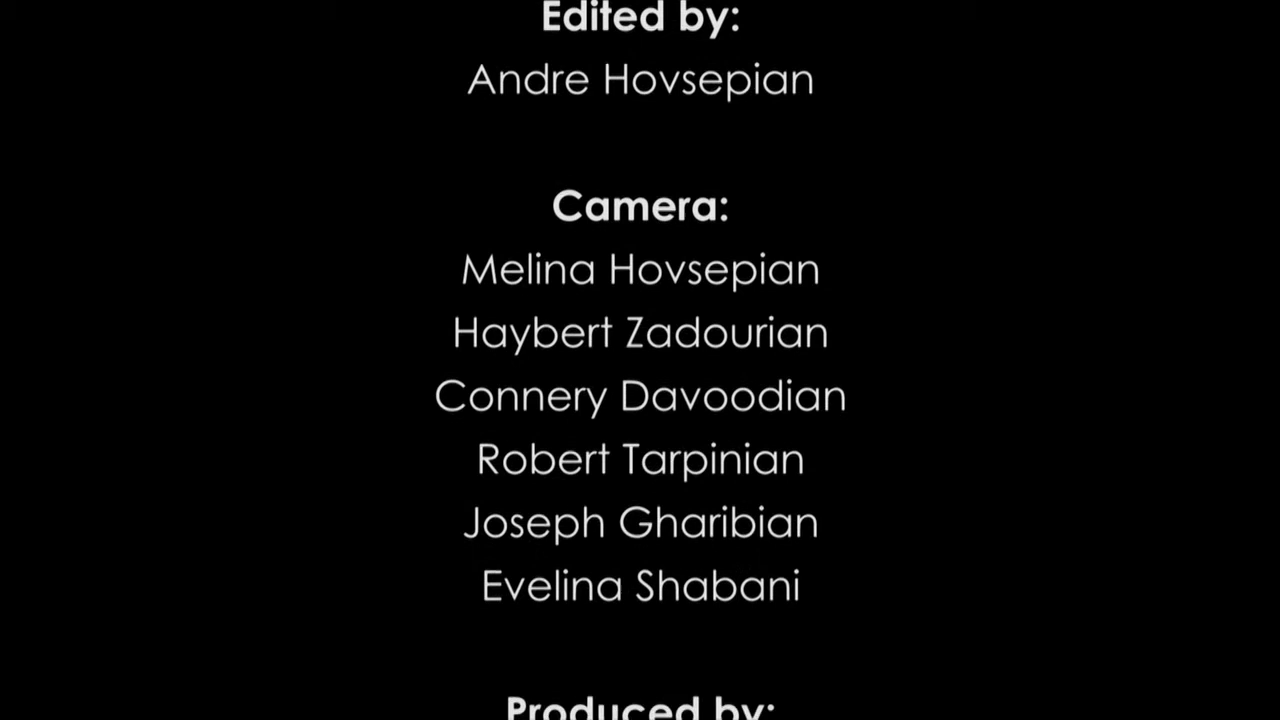 Edited by:
Andre Hovsepian
Camera:
Melina Hovsepian
Haybert Zadourian
Connery Davoodian
Robert Tarpinian
Joseph Gharibian
Evelina Shabani
Produced by: